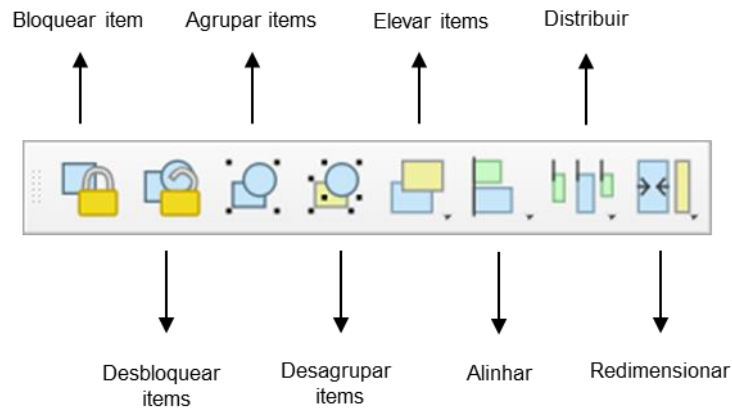 Bloquear item
Agrupar items
Elevar items
Distribuir
Desbloquear
items
Desagrupar
items
Alinhar
Redimensionar